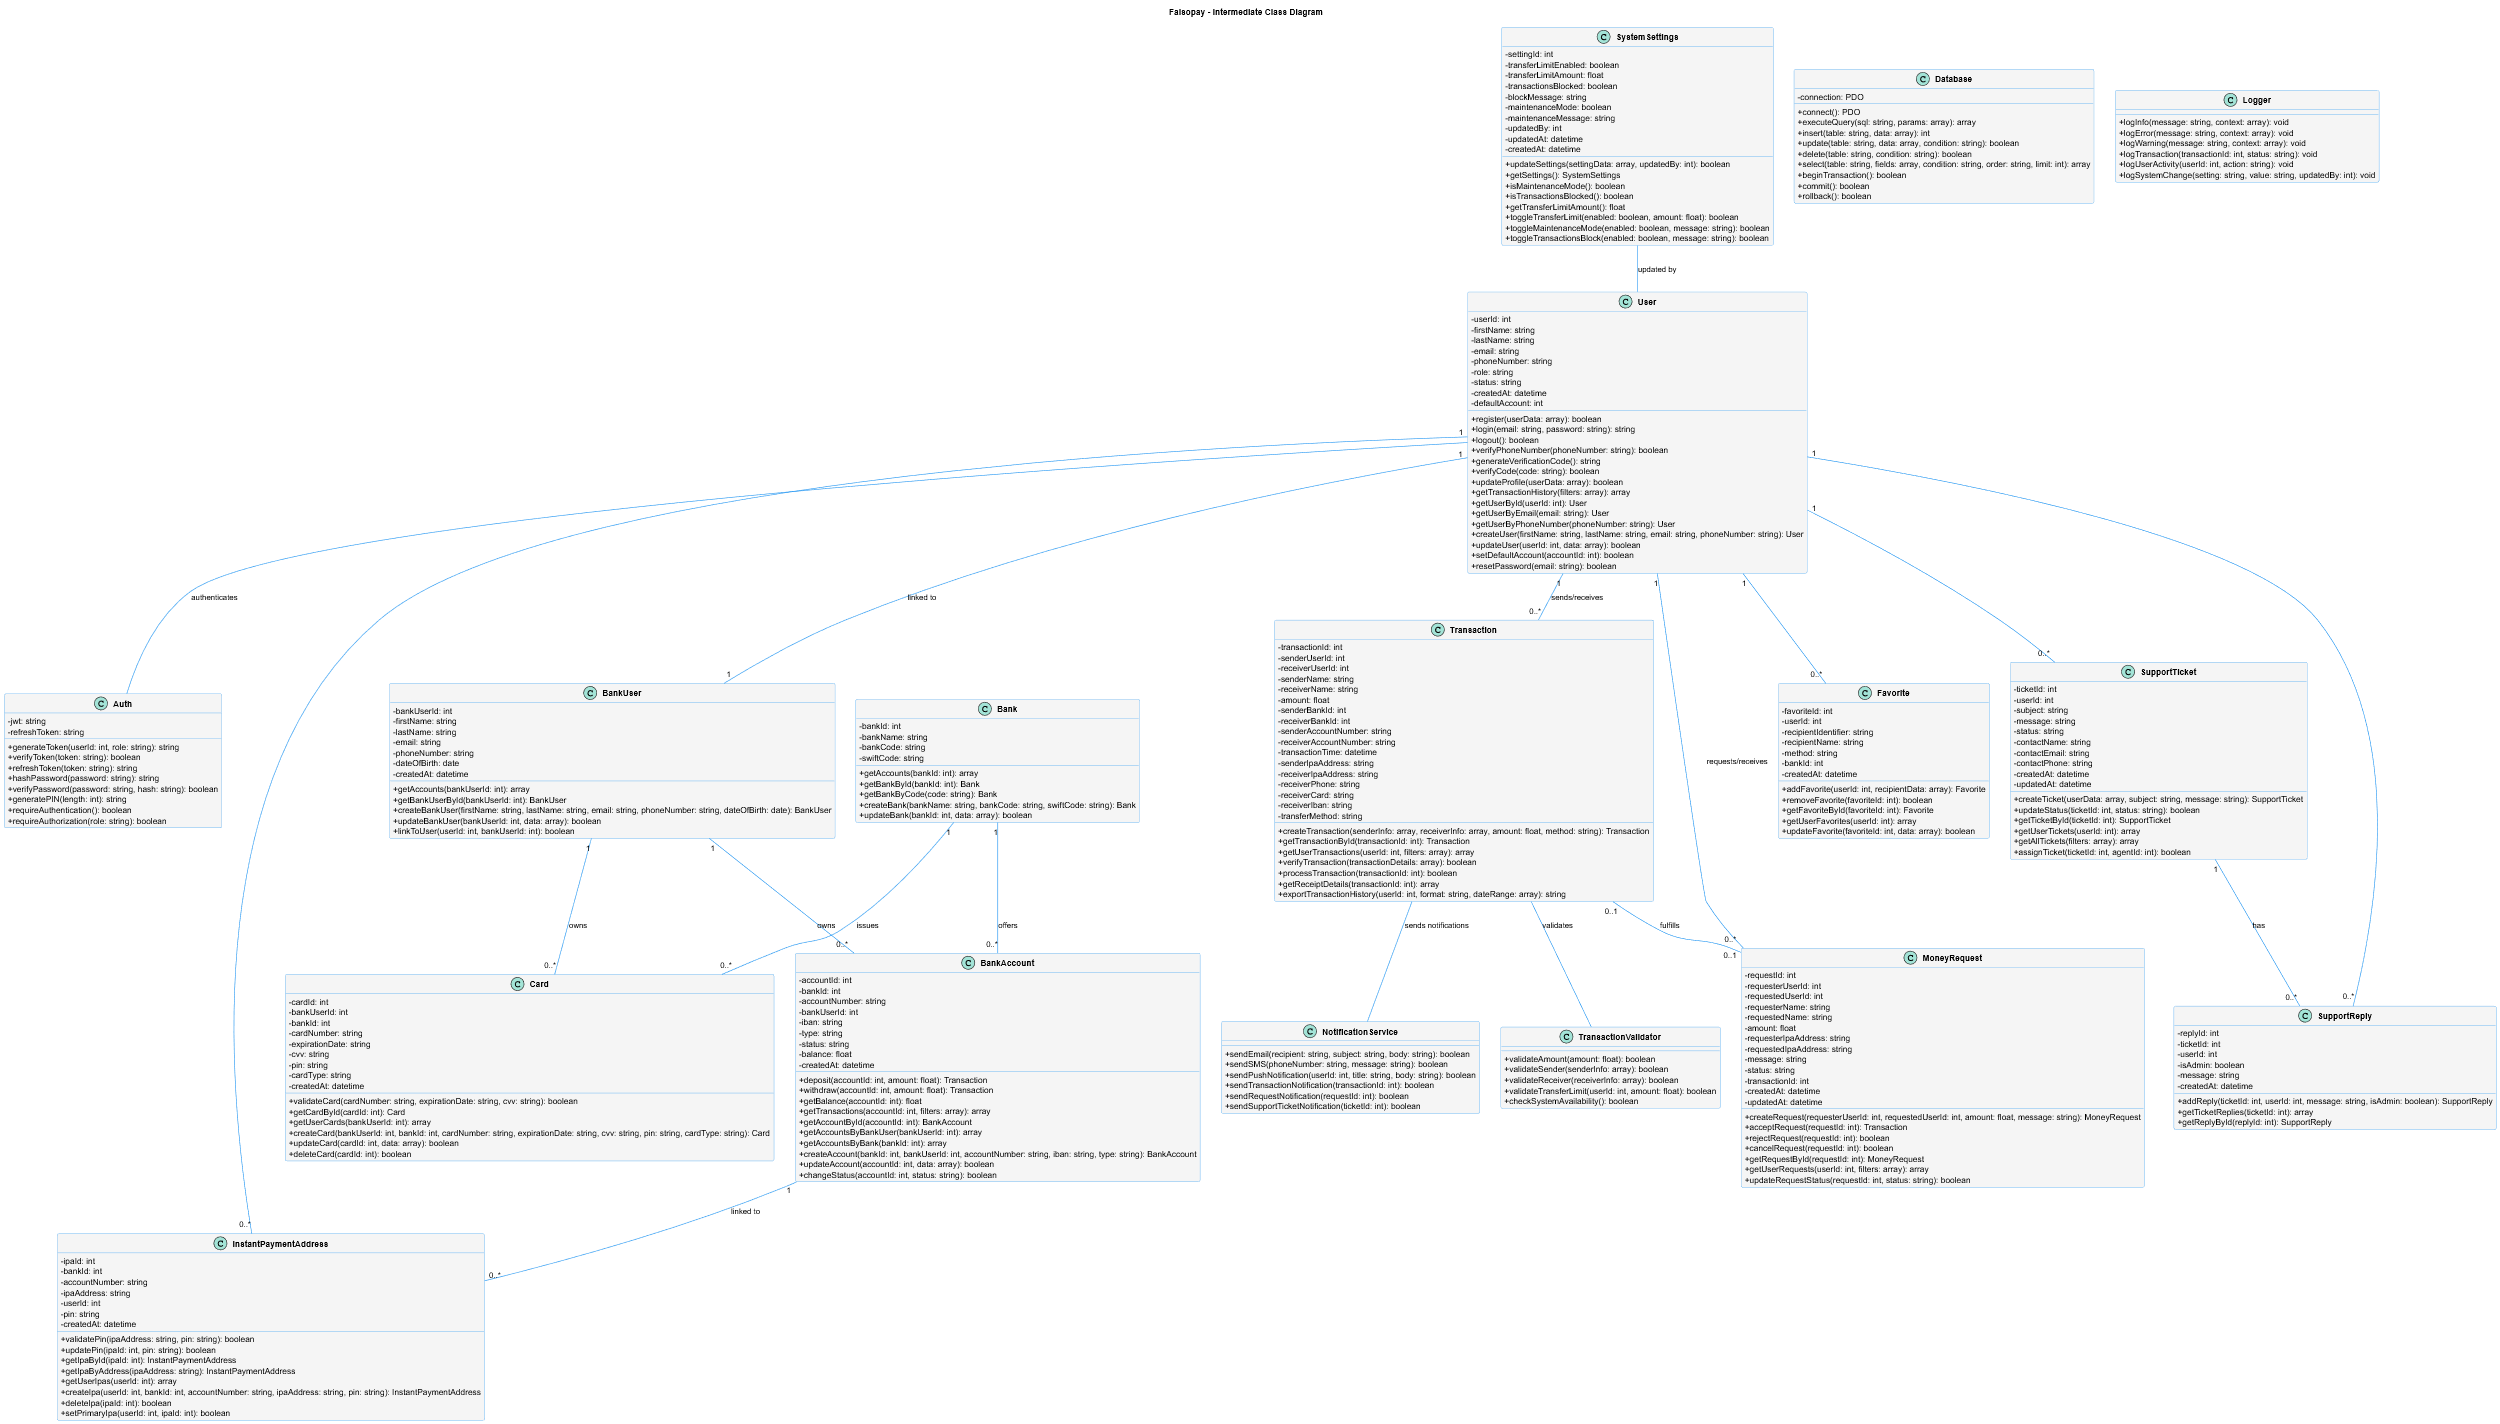 Faisopay - Intermediate Class Diagram
C SystemSettings
-settingId: int
-transferLimitEnabled: boolean
-transferLimitAmount: float
-transactionsBlocked: boolean
-blockMessage: string
-maintenanceMode: boolean
-maintenanceMessage: string
-updatedBy: int
-updatedAt: datetime
-createdAt: datetime
+updateSettings(settingData: array, updatedBy: int): boolean
+getSettings(): SystemSettings
+isMaintenanceMode(): boolean
+isTransactionsBlocked(): boolean
+getTransferLimitAmount(): float
+toggleTransferLimit(enabled: boolean, amount: float): boolean
+toggleMaintenanceMode(enabled: boolean, message: string): boolean
+toggleTransactionsBlock(enabled: boolean, message: string): boolean
C Database
-connection: PDO
+connect(): PDO
+executeQuery(sql: string, params: array): array
+insert(table: string, data: array): int
+update(table: string, data: array, condition: string): boolean
+delete(table: string, condition: string): boolean
+select(table: string, fields: array, condition: string, order: string, limit: int): array
+beginTransaction(): boolean
+commit(): boolean
+rollback(): boolean
C Logger
+logInfo(message: string, context: array): void
+logError(message: string, context: array): void
+logWarning(message: string, context: array): void
+logTransaction(transactionId: int, status: string): void
+logUserActivity(userId: int, action: string): void
+logSystemChange(setting: string, value: string, updatedBy: int): void
updated by
C User
-userId: int
-firstName: string
-lastName: string
-email: string
-phoneNumber: string
-role: string
-status: string
-createdAt: datetime
-defaultAccount: int
+register(userData: array): boolean
+login(email: string, password: string): string
+logout(): boolean
+verifyPhoneNumber(phoneNumber: string): boolean
+generateVerificationCode(): string
+verifyCode(code: string): boolean
+updateProfile(userData: array): boolean
+getTransactionHistory(filters: array): array
+getUserById(userId: int): User
+getUserByEmail(email: string): User
+getUserByPhoneNumber(phoneNumber: string): User
+createUser(firstName: string, lastName: string, email: string, phoneNumber: string): User
+updateUser(userId: int, data: array): boolean
+setDefaultAccount(accountId: int): boolean
+resetPassword(email: string): boolean
1
1
1
1
1
1
1
authenticates
linked to
sends/receives
0..*
1
0..*
0..*
requests/receives
C Auth
-jwt: string
-refreshToken: string
+generateToken(userId: int, role: string): string
+verifyToken(token: string): boolean
+refreshToken(token: string): string
+hashPassword(password: string): string
+verifyPassword(password: string, hash: string): boolean
+generatePIN(length: int): string
+requireAuthentication(): boolean
+requireAuthorization(role: string): boolean
C BankUser
-bankUserId: int
-firstName: string
-lastName: string
-email: string
-phoneNumber: string
-dateOfBirth: date
-createdAt: datetime
+getAccounts(bankUserId: int): array
+getBankUserById(bankUserId: int): BankUser
+createBankUser(firstName: string, lastName: string, email: string, phoneNumber: string, dateOfBirth: date): BankUser
+updateBankUser(bankUserId: int, data: array): boolean
+linkToUser(userId: int, bankUserId: int): boolean
C Bank
-bankId: int
-bankName: string
-bankCode: string
-swiftCode: string
+getAccounts(bankId: int): array
+getBankById(bankId: int): Bank
+getBankByCode(code: string): Bank
+createBank(bankName: string, bankCode: string, swiftCode: string): Bank
+updateBank(bankId: int, data: array): boolean
C Transaction
-transactionId: int
-senderUserId: int
-receiverUserId: int
-senderName: string
-receiverName: string
-amount: float
-senderBankId: int
-receiverBankId: int
-senderAccountNumber: string
-receiverAccountNumber: string
-transactionTime: datetime
-senderIpaAddress: string
-receiverIpaAddress: string
-receiverPhone: string
-receiverCard: string
-receiverIban: string
-transferMethod: string
+createTransaction(senderInfo: array, receiverInfo: array, amount: float, method: string): Transaction
+getTransactionById(transactionId: int): Transaction
+getUserTransactions(userId: int, filters: array): array
+verifyTransaction(transactionDetails: array): boolean
+processTransaction(transactionId: int): boolean
+getReceiptDetails(transactionId: int): array
+exportTransactionHistory(userId: int, format: string, dateRange: array): string
C Favorite
-favoriteId: int
-userId: int
-recipientIdentifier: string
-recipientName: string
-method: string
-bankId: int
-createdAt: datetime
+addFavorite(userId: int, recipientData: array): Favorite
+removeFavorite(favoriteId: int): boolean
+getFavoriteById(favoriteId: int): Favorite
+getUserFavorites(userId: int): array
+updateFavorite(favoriteId: int, data: array): boolean
C SupportTicket
-ticketId: int
-userId: int
-subject: string
-message: string
-status: string
-contactName: string
-contactEmail: string
-contactPhone: string
-createdAt: datetime
-updatedAt: datetime
+createTicket(userData: array, subject: string, message: string): SupportTicket
+updateStatus(ticketId: int, status: string): boolean
+getTicketById(ticketId: int): SupportTicket
+getUserTickets(userId: int): array
+getAllTickets(filters: array): array
+assignTicket(ticketId: int, agentId: int): boolean
1
1
1
1
0..1
1
owns
owns
issues
offers
sends notifications
validates
fulfills
has
0..*
0..*
0..*
0..*
0..*
0..1
0..*
0..*
C Card
-cardId: int
-bankUserId: int
-bankId: int
-cardNumber: string
-expirationDate: string
-cvv: string
-pin: string
-cardType: string
-createdAt: datetime
+validateCard(cardNumber: string, expirationDate: string, cvv: string): boolean
+getCardById(cardId: int): Card
+getUserCards(bankUserId: int): array
+createCard(bankUserId: int, bankId: int, cardNumber: string, expirationDate: string, cvv: string, pin: string, cardType: string): Card
+updateCard(cardId: int, data: array): boolean
+deleteCard(cardId: int): boolean
C BankAccount
-accountId: int
-bankId: int
-accountNumber: string
-bankUserId: int
-iban: string
-type: string
-status: string
-balance: float
-createdAt: datetime
+deposit(accountId: int, amount: float): Transaction
+withdraw(accountId: int, amount: float): Transaction
+getBalance(accountId: int): float
+getTransactions(accountId: int, filters: array): array
+getAccountById(accountId: int): BankAccount
+getAccountsByBankUser(bankUserId: int): array
+getAccountsByBank(bankId: int): array
+createAccount(bankId: int, bankUserId: int, accountNumber: string, iban: string, type: string): BankAccount
+updateAccount(accountId: int, data: array): boolean
+changeStatus(accountId: int, status: string): boolean
C NotificationService
+sendEmail(recipient: string, subject: string, body: string): boolean
+sendSMS(phoneNumber: string, message: string): boolean
+sendPushNotification(userId: int, title: string, body: string): boolean
+sendTransactionNotification(transactionId: int): boolean
+sendRequestNotification(requestId: int): boolean
+sendSupportTicketNotification(ticketId: int): boolean
C TransactionValidator
+validateAmount(amount: float): boolean
+validateSender(senderInfo: array): boolean
+validateReceiver(receiverInfo: array): boolean
+validateTransferLimit(userId: int, amount: float): boolean
+checkSystemAvailability(): boolean
C MoneyRequest
-requestId: int
-requesterUserId: int
-requestedUserId: int
-requesterName: string
-requestedName: string
-amount: float
-requesterIpaAddress: string
-requestedIpaAddress: string
-message: string
-status: string
-transactionId: int
-createdAt: datetime
-updatedAt: datetime
+createRequest(requesterUserId: int, requestedUserId: int, amount: float, message: string): MoneyRequest
+acceptRequest(requestId: int): Transaction
+rejectRequest(requestId: int): boolean
+cancelRequest(requestId: int): boolean
+getRequestById(requestId: int): MoneyRequest
+getUserRequests(userId: int, filters: array): array
+updateRequestStatus(requestId: int, status: string): boolean
C SupportReply
-replyId: int
-ticketId: int
-userId: int
-isAdmin: boolean
-message: string
-createdAt: datetime
+addReply(ticketId: int, userId: int, message: string, isAdmin: boolean): SupportReply
+getTicketReplies(ticketId: int): array
+getReplyById(replyId: int): SupportReply
1
linked to
0..*
0..*
C InstantPaymentAddress
-ipaId: int
-bankId: int
-accountNumber: string
-ipaAddress: string
-userId: int
-pin: string
-createdAt: datetime
+validatePin(ipaAddress: string, pin: string): boolean
+updatePin(ipaId: int, pin: string): boolean
+getIpaById(ipaId: int): InstantPaymentAddress
+getIpaByAddress(ipaAddress: string): InstantPaymentAddress
+getUserIpas(userId: int): array
+createIpa(userId: int, bankId: int, accountNumber: string, ipaAddress: string, pin: string): InstantPaymentAddress
+deleteIpa(ipaId: int): boolean
+setPrimaryIpa(userId: int, ipaId: int): boolean